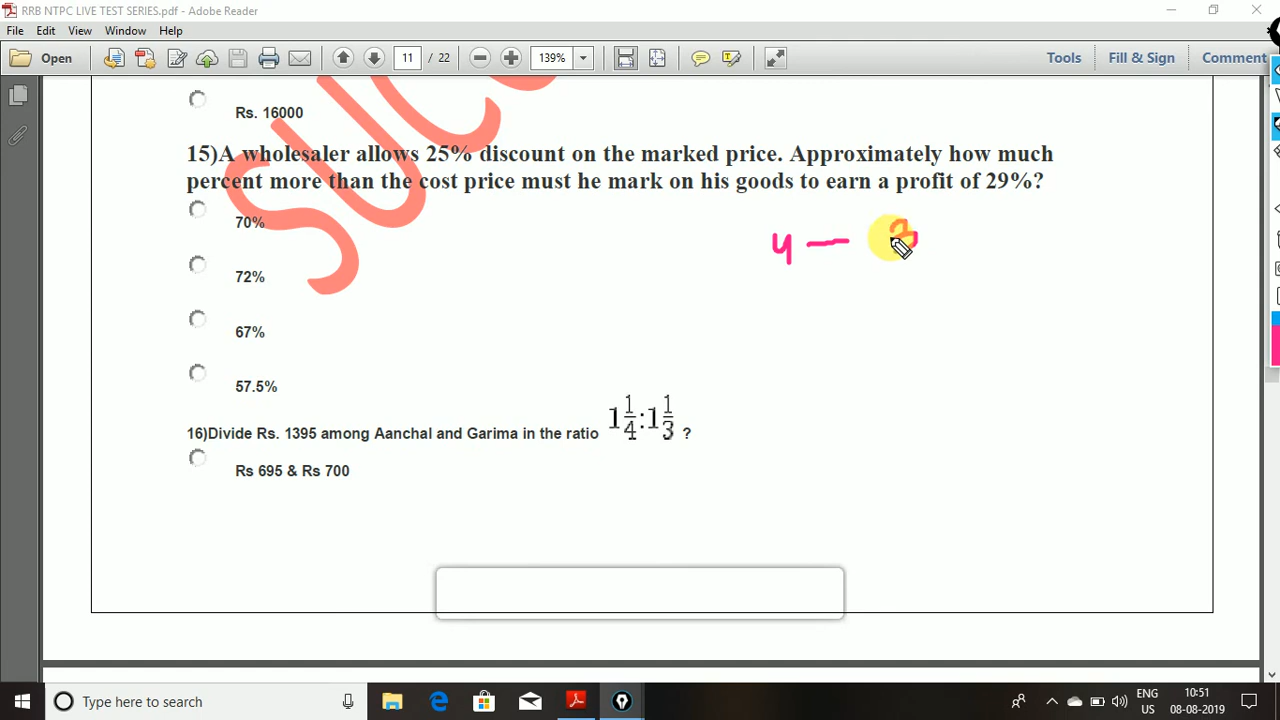 RRB NTPC LIVE TEST SERIES.pdf - Adobe Reader
File Edit View Window Help
Open 11 / 22 139% Tools Fill & Sign Comment
Rs. 16000
15)A wholesaler allows 25% discount on the marked price. Approximately how much
percent more than the cost price must he mark on his goods to earn a profit of 29%?
70%
4 — 3
72%
67%
57.5%
16)Divide Rs. 1395 among Aanchal and Garima in the ratio 1 1/4 : 1 1/3 ?
Rs 695 & Rs 700
Type here to search
ENG
US
10:51
08-08-2019